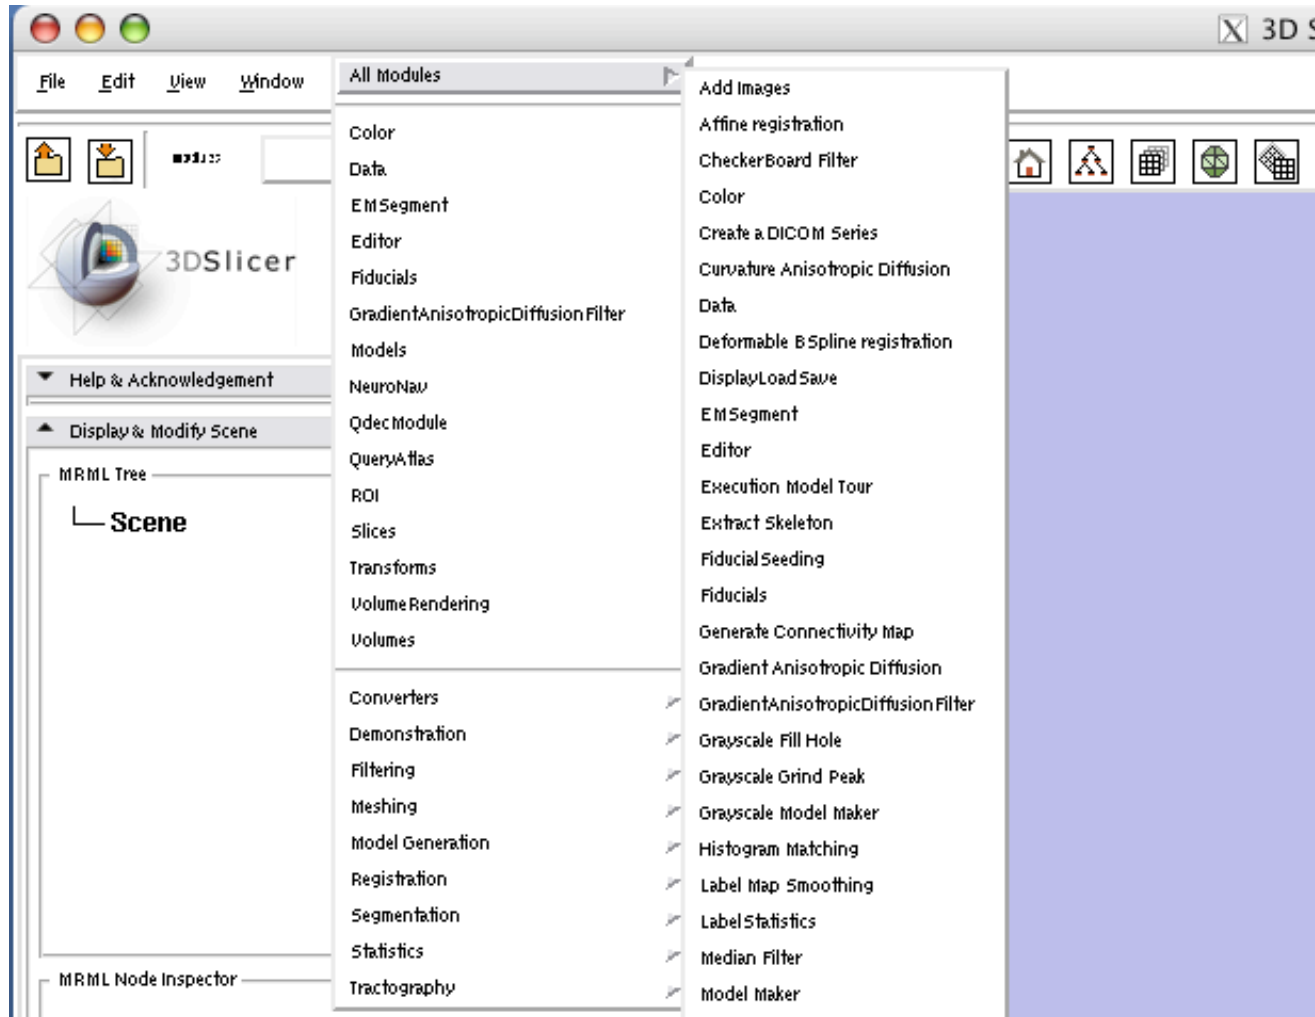 3D S
File Edit View Window
3DSlicer
Help & Acknowledgement
Display & Modify Scene
MRML Tree
Scene
MRML Node Inspector
All Modules
Color
Data
EMSegment
Editor
Fiducials
GradientAnisotropicDiffusionFilter
Models
NeuroNav
QdecModule
QueryAtlas
ROI
Slices
Transforms
VolumeRendering
Volumes
Converters
Demonstration
Filtering
Meshing
Model Generation
Registration
Segmentation
Statistics
Tractography
Add Images
Affine registration
CheckerBoard Filter
Color
Create a DICOM Series
Curvature Anisotropic Diffusion
Data
Deformable BSpline registration
DisplayLoadSave
EMSegment
Editor
Execution Model Tour
Extract Skeleton
FiducialSeeding
Fiducials
Generate Connectivity Map
Gradient Anisotropic Diffusion
GradientAnisotropicDiffusionFilter
Grayscale Fill Hole
Grayscale Grind Peak
Grayscale Model Maker
Histogram Matching
Label Map Smoothing
LabelStatistics
Median Filter
Model Maker